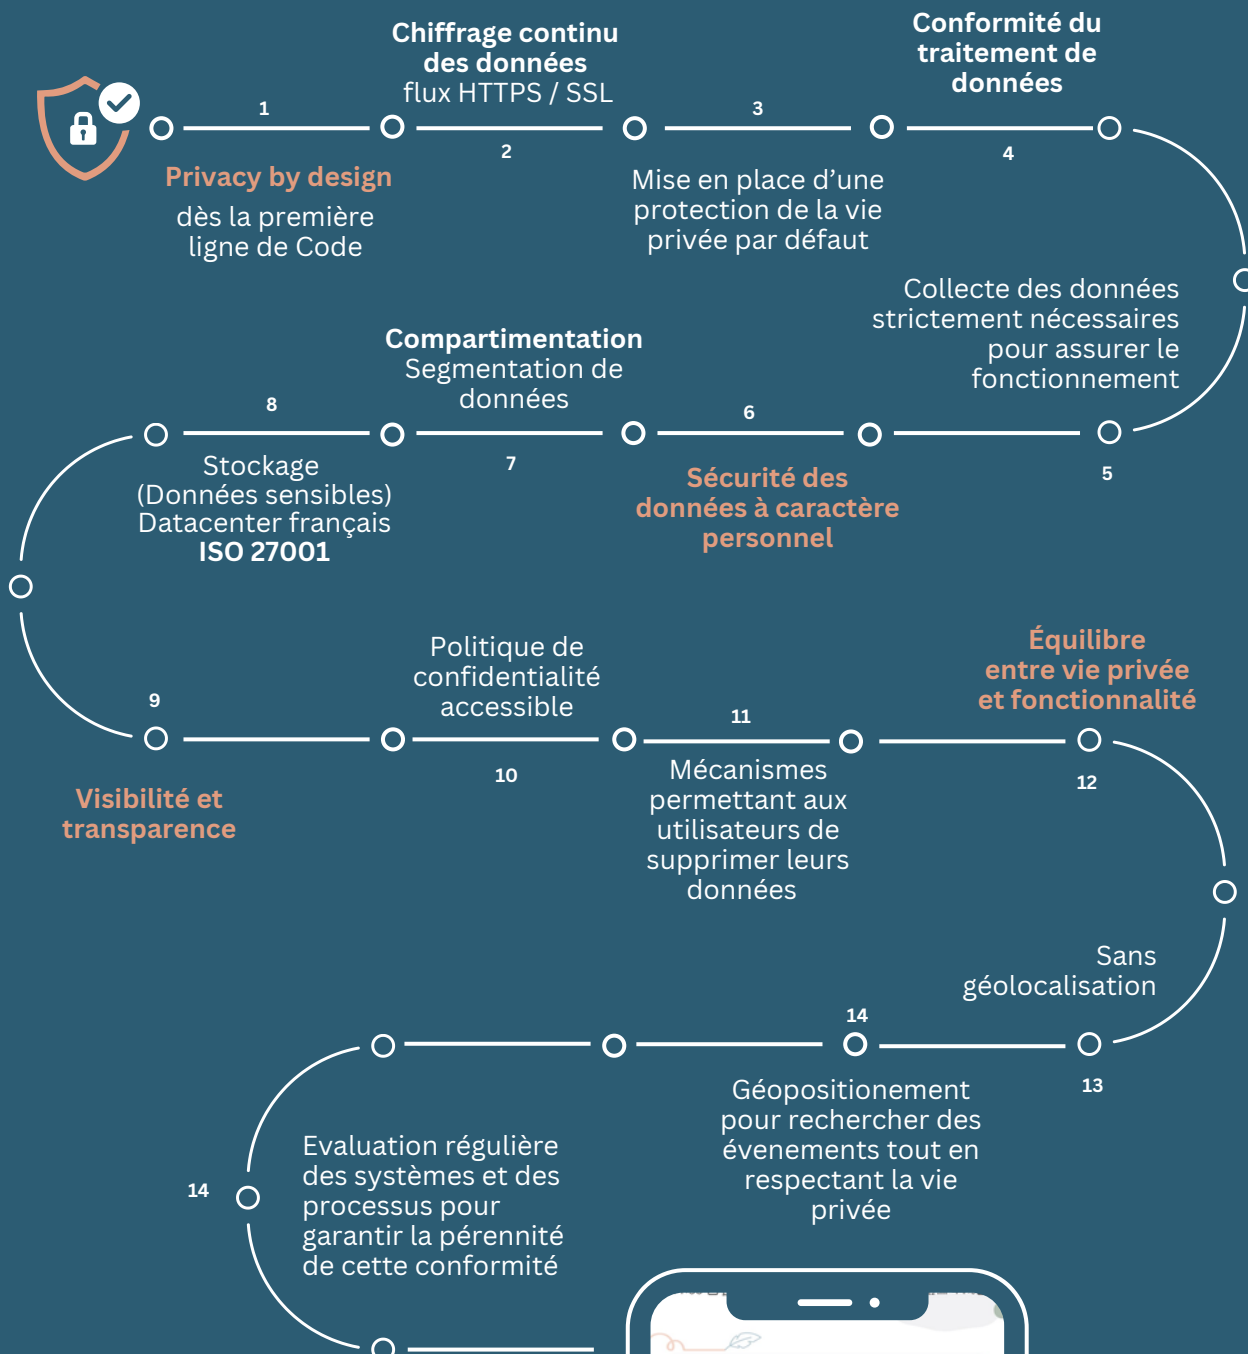 1
Privacy by design
dès la première
ligne de Code
Chiffrage continu
des données
flux HTTPS / SSL
2
3
Mise en place d’une
protection de la vie
privée par défaut
Conformité du
traitement de
données
4
Collecte des données
strictement nécessaires
pour assurer le
fonctionnement
5
6
Sécurité des
données à caractère
personnel
Compartimentation
Segmentation de
données
7
8
Stockage
(Données sensibles)
Datacenter français
ISO 27001
9
Visibilité et
transparence
Politique de
confidentialité
accessible
10
11
Mécanismes
permettant aux
utilisateurs de
supprimer leurs
données
Équilibre
entre vie privée
et fonctionnalité
12
Sans
géolocalisation
13
14
Géopositionement
pour rechercher des
évenements tout en
respectant la vie
privée
14
Evaluation régulière
des systèmes et des
processus pour
garantir la pérennité
de cette conformité